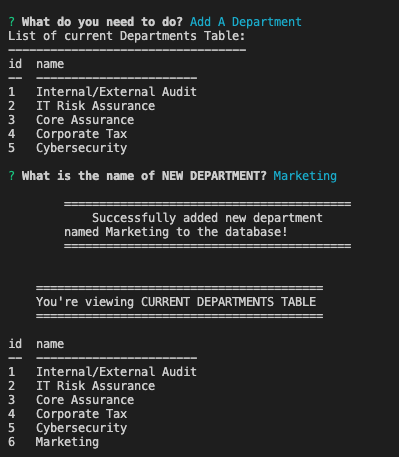 ? What do you need to do? Add A Department
List of current Departments Table:
----------------------------------
id  name
--  -----------------------
1   Internal/External Audit
2   IT Risk Assurance
3   Core Assurance
4   Corporate Tax
5   Cybersecurity
? What is the name of NEW DEPARTMENT? Marketing
=========================================
Successfully added new department
named Marketing to the database!
=========================================
=========================================
You're viewing CURRENT DEPARTMENTS TABLE
=========================================
id  name
--  -----------------------
1   Internal/External Audit
2   IT Risk Assurance
3   Core Assurance
4   Corporate Tax
5   Cybersecurity
6   Marketing